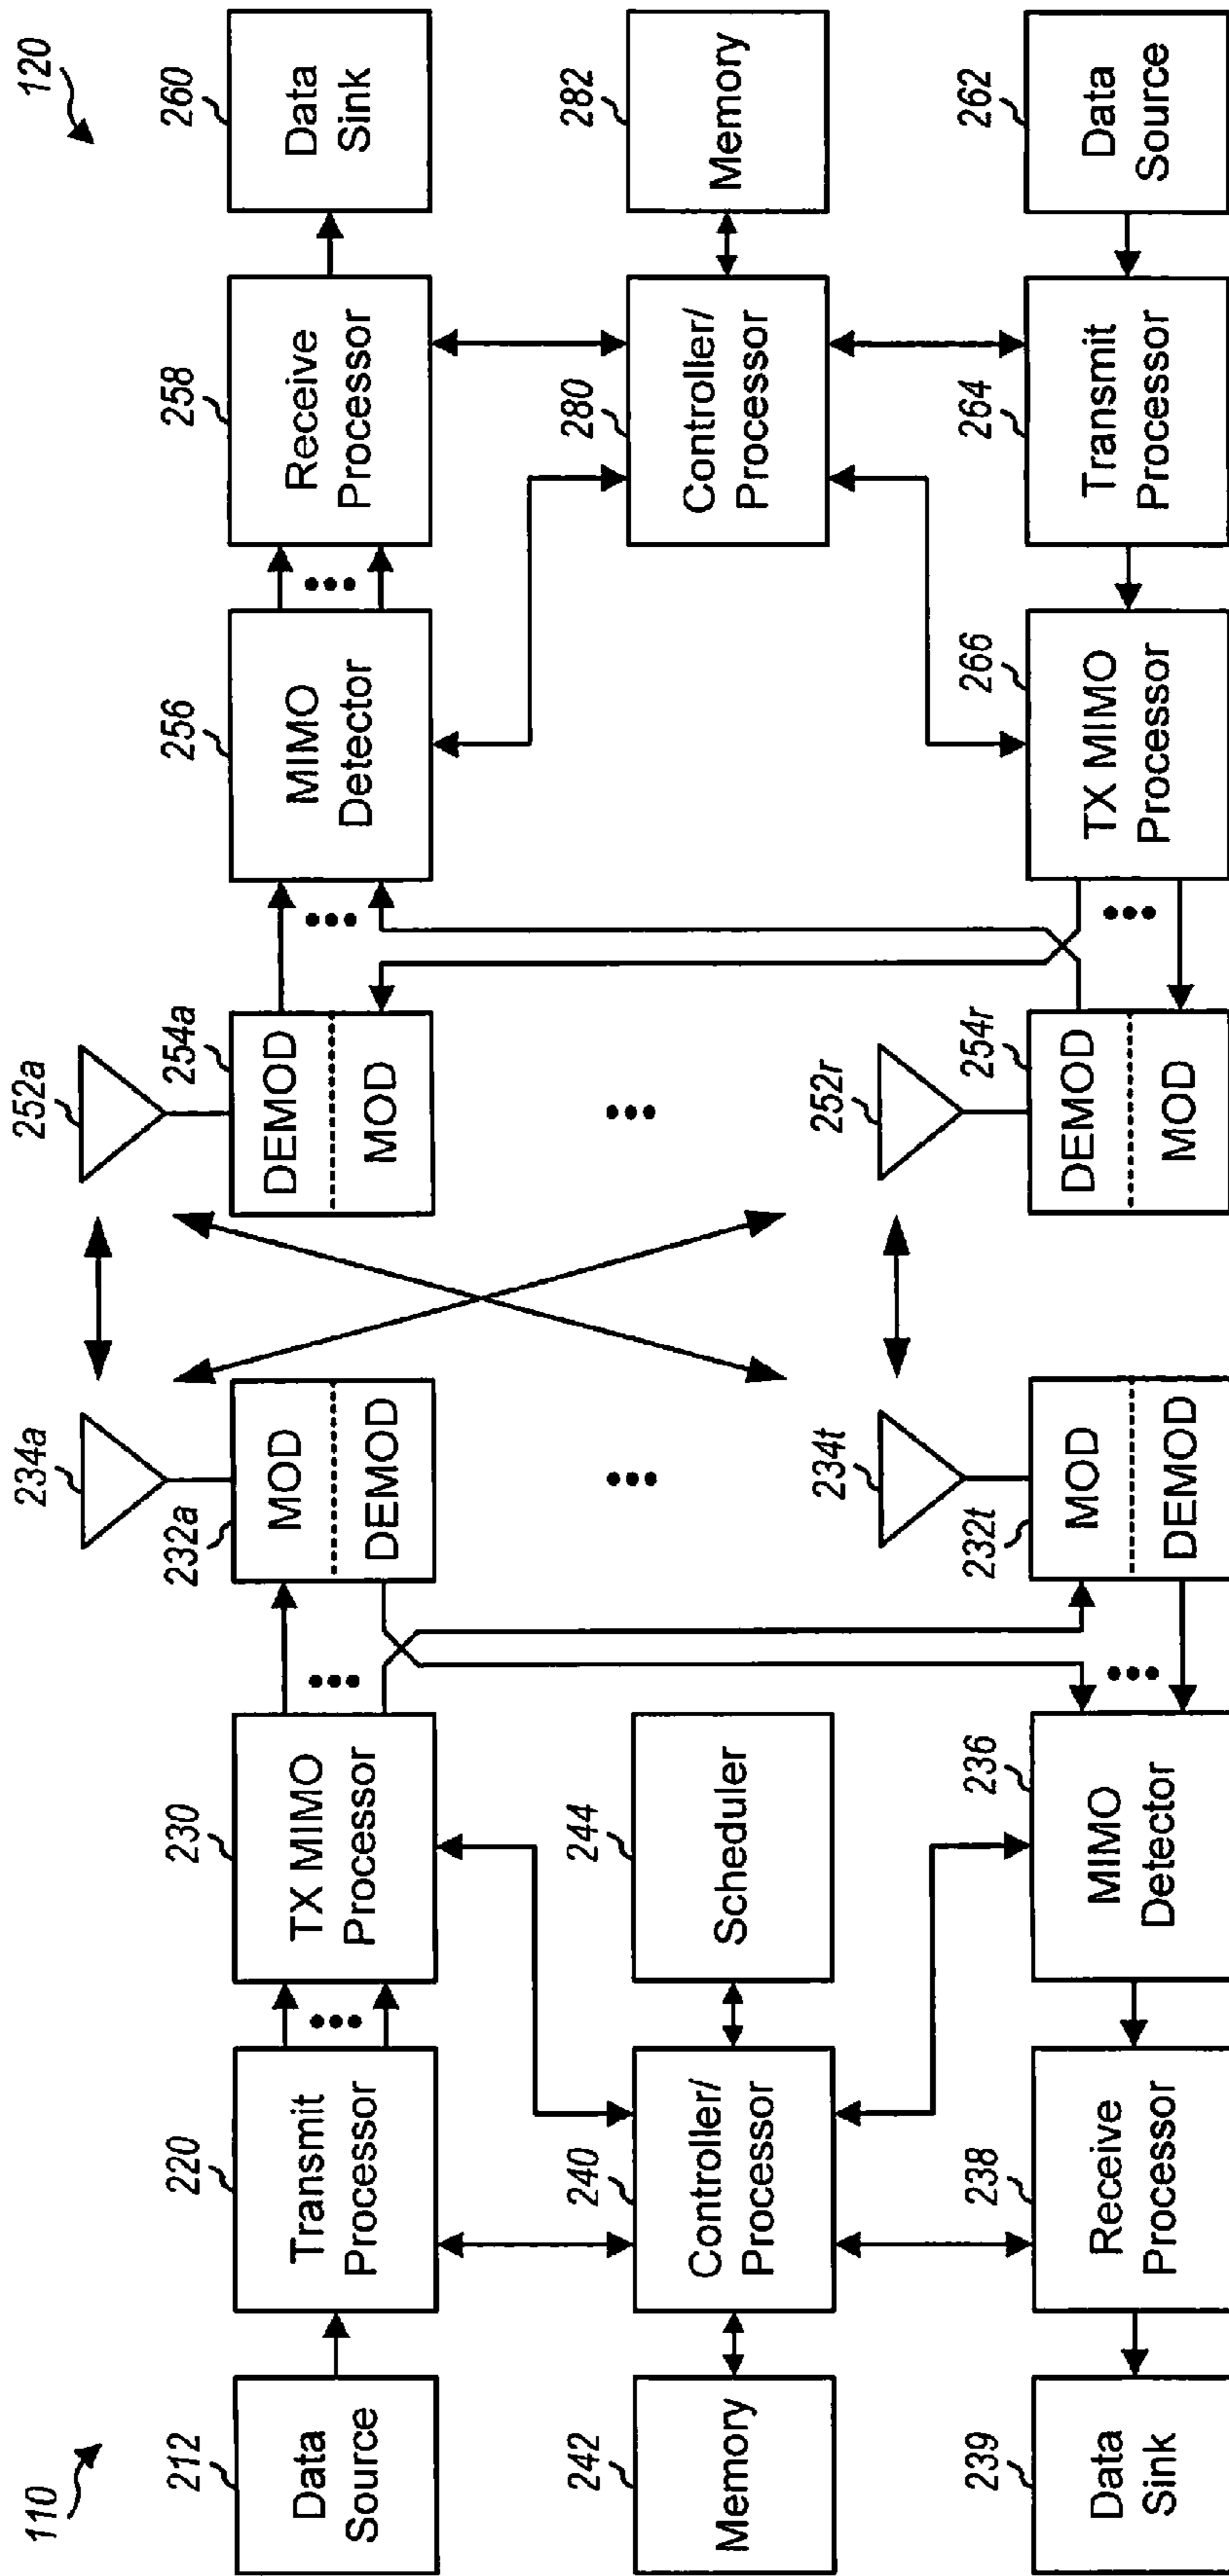 110
120
234a
252a
212
Data
Source
220
Transmit
Processor
230
TX MIMO
Processor
232a
MOD
DEMOD
254a
DEMOD
MOD
256
MIMO
Detector
258
Receive
Processor
260
Data
Sink
242
Memory
240
Controller/
Processor
244
Scheduler
280
Controller/
Processor
282
Memory
234t
252r
239
Data
Sink
238
Receive
Processor
236
MIMO
Detector
232t
MOD
DEMOD
254r
DEMOD
MOD
266
TX MIMO
Processor
264
Transmit
Processor
262
Data
Source